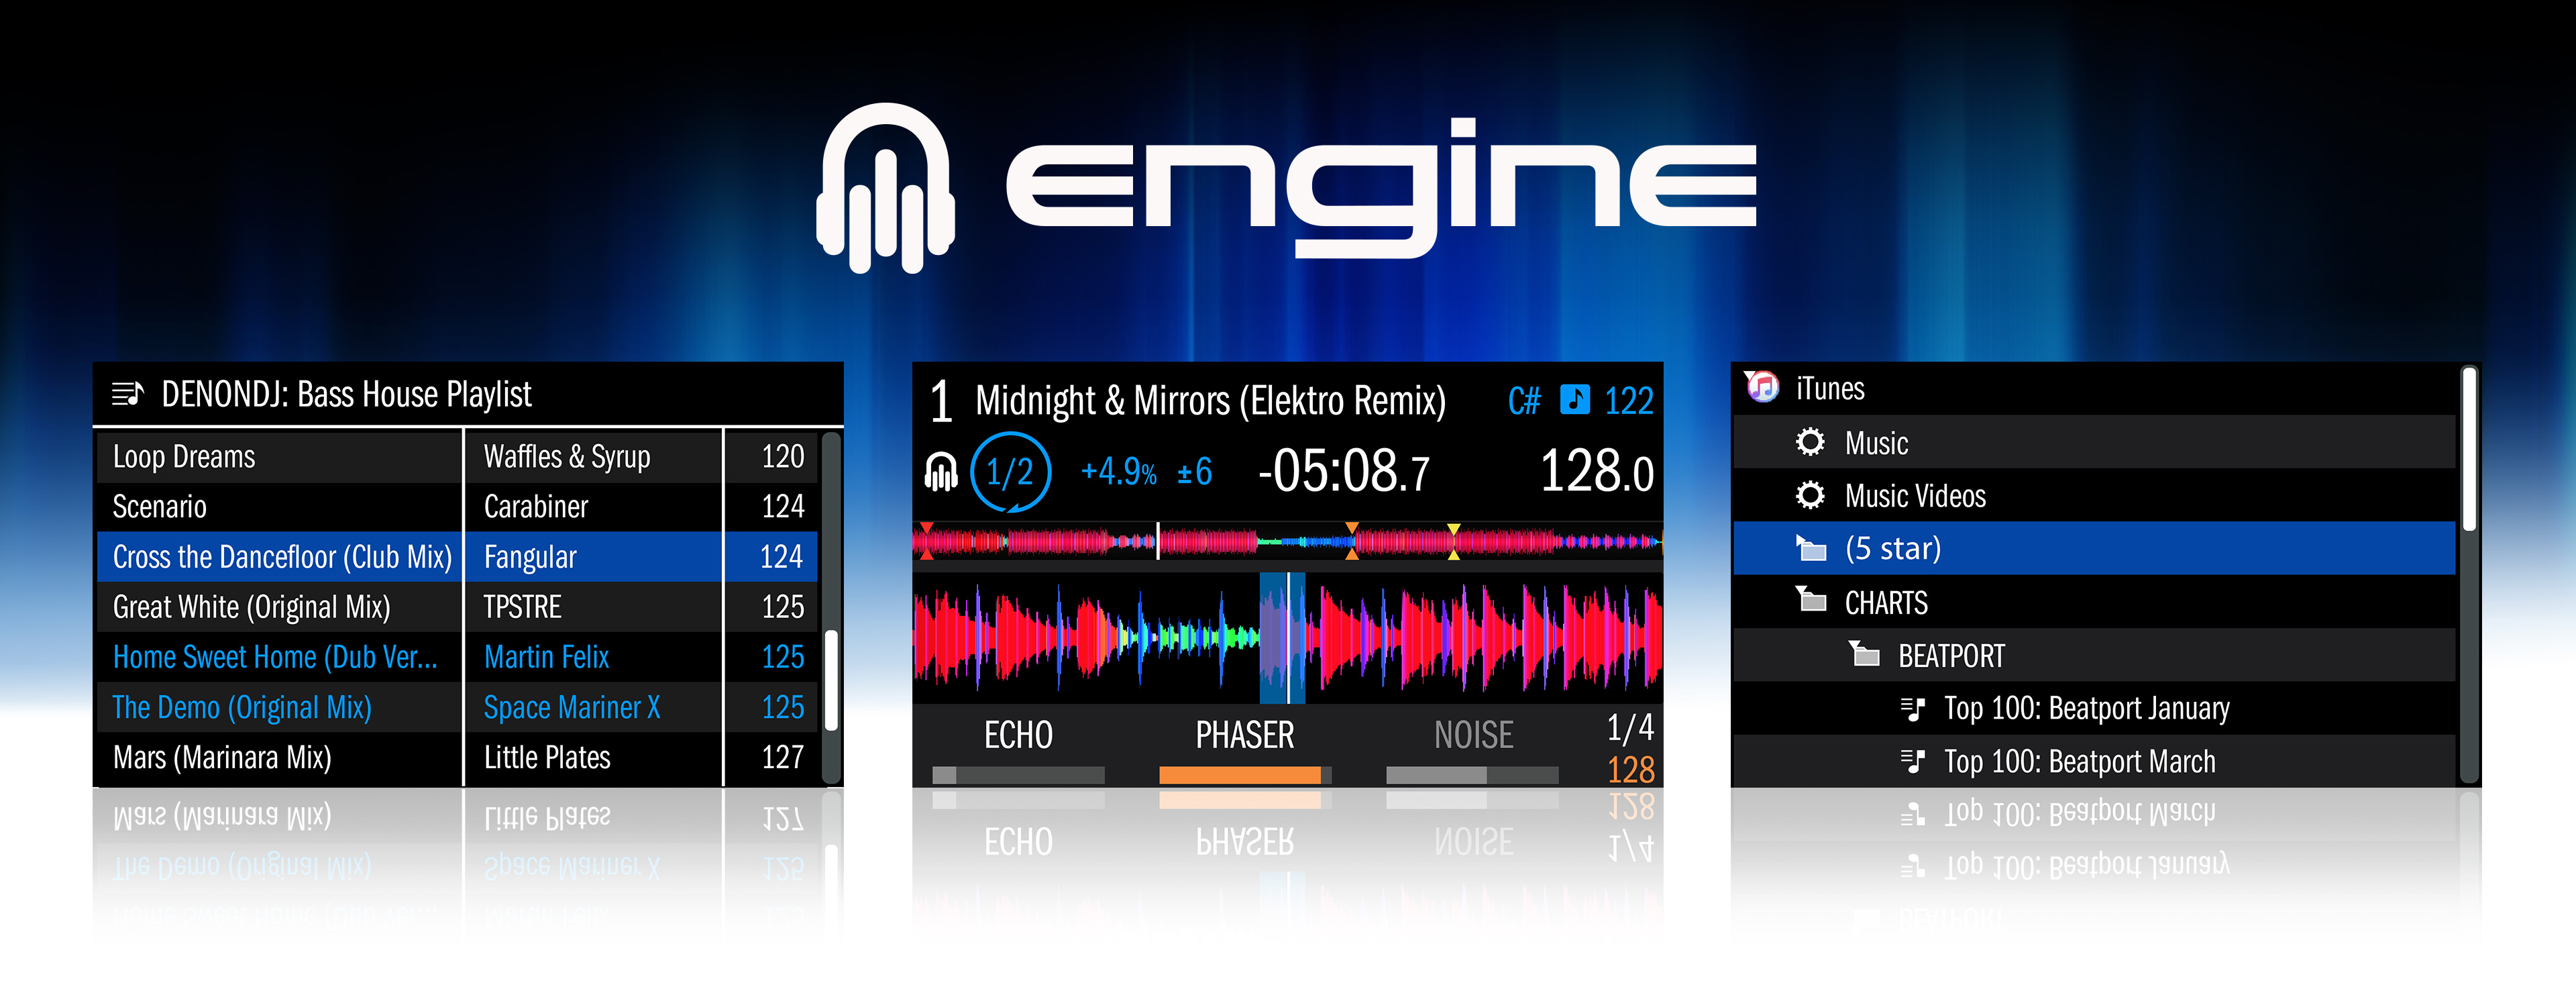 engine
DENONDJ: Bass House Playlist
Loop Dreams Waffles & Syrup 120
Scenario Carabiner 124
Cross the Dancefloor (Club Mix) Fangular 124
Great White (Original Mix) TPSTRE 125
Home Sweet Home (Dub Ver... Martin Felix 125
The Demo (Original Mix) Space Mariner X 125
Mars (Marinara Mix) Little Plates 127
1 Midnight & Mirrors (Elektro Remix) C# 122
1/2 +4.9% ±6 -05:08.7 128.0
ECHO PHASER NOISE 1/4
128
iTunes
Music
Music Videos
(5 star)
CHARTS
BEATPORT
Top 100: Beatport January
Top 100: Beatport March